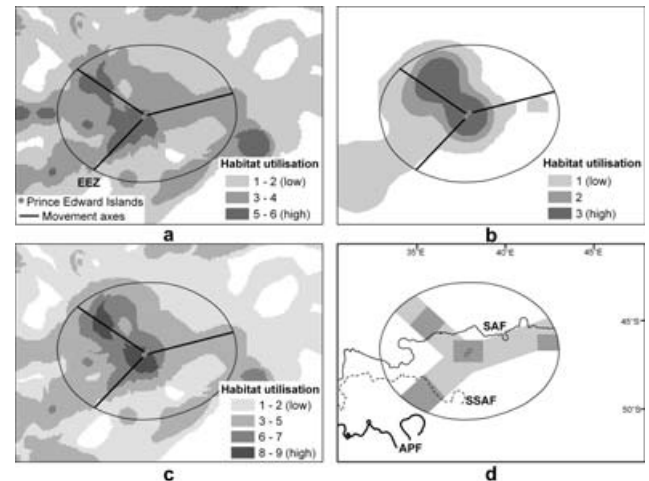 EEZ
Prince Edward Islands
Movement axes
Habitat utilisation
1 - 2 (low)
3 - 4
5 - 6 (high)
a
Habitat utilisation
1 (low)
2
3 (high)
b
Habitat utilisation
1 - 2 (low)
3 - 5
6 - 7
8 - 9 (high)
c
35°E
40°E
45°E
45°S
50°S
SAF
SSAF
APF
d